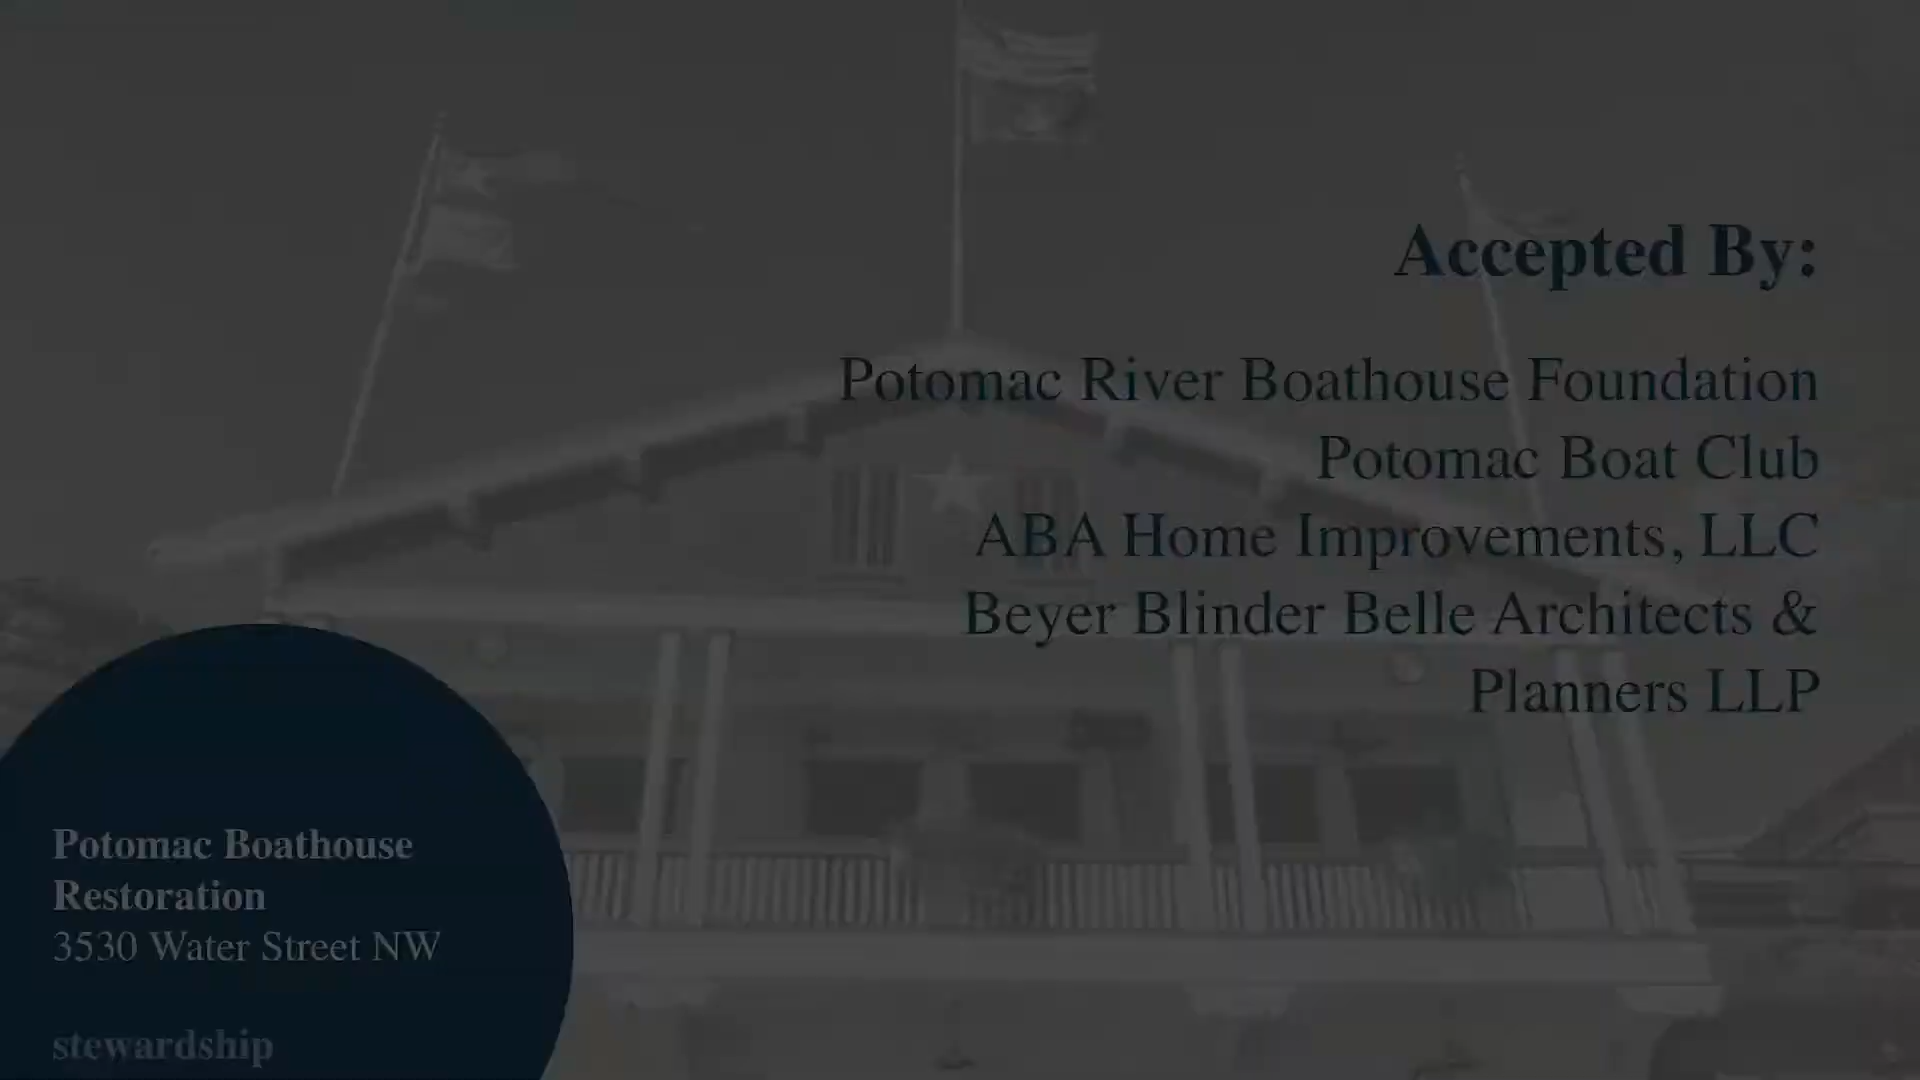 Accepted By:
Potomac River Boathouse Foundation
Potomac Boat Club
ABA Home Improvements, LLC
Beyer Blinder Belle Architects &
Planners LLP
Potomac Boathouse
Restoration
3530 Water Street NW
stewardship